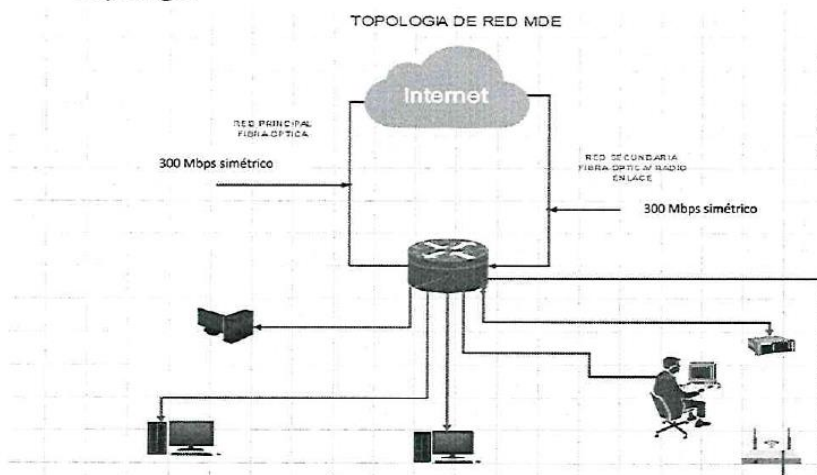 TOPOLOGIA DE RED MDE
Internet
RED PRINCIPAL
FIBRA OPTICA
300 Mbps simétrico
RED SECUNDARIA
FIBRA OPTICA/ RADIO
ENLACE
300 Mbps simétrico